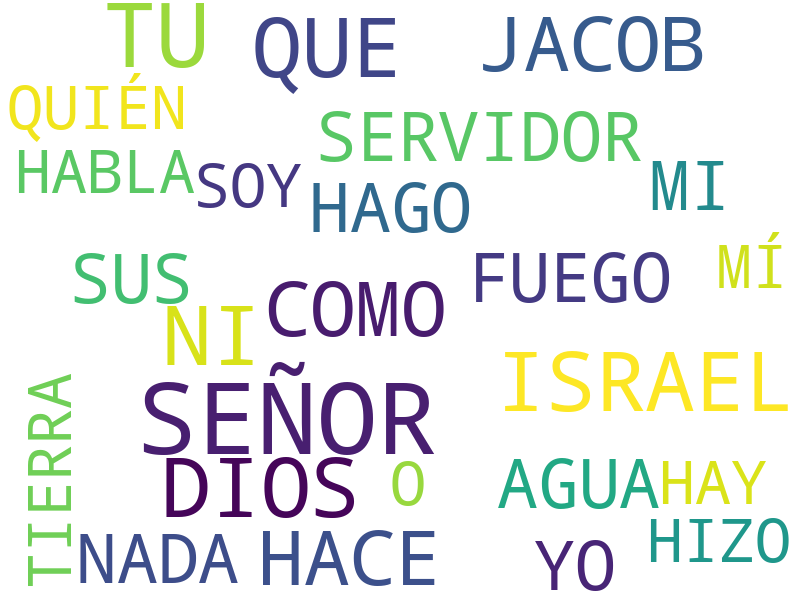 TU QUE JACOB
QUIÉN SERVIDOR
HABLA SOY HAGO MI
SUS COMO FUEGO MÍ
NI
SEÑOR ISRAEL
TIERRA DIOS O AGUA HAY
NADA HACE YO HIZO